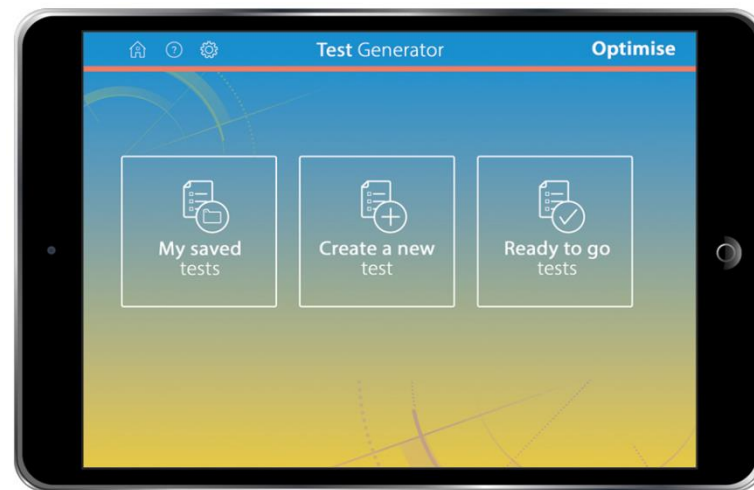 Test Generator
Optimise
My saved
tests
Create a new
test
Ready to go
tests